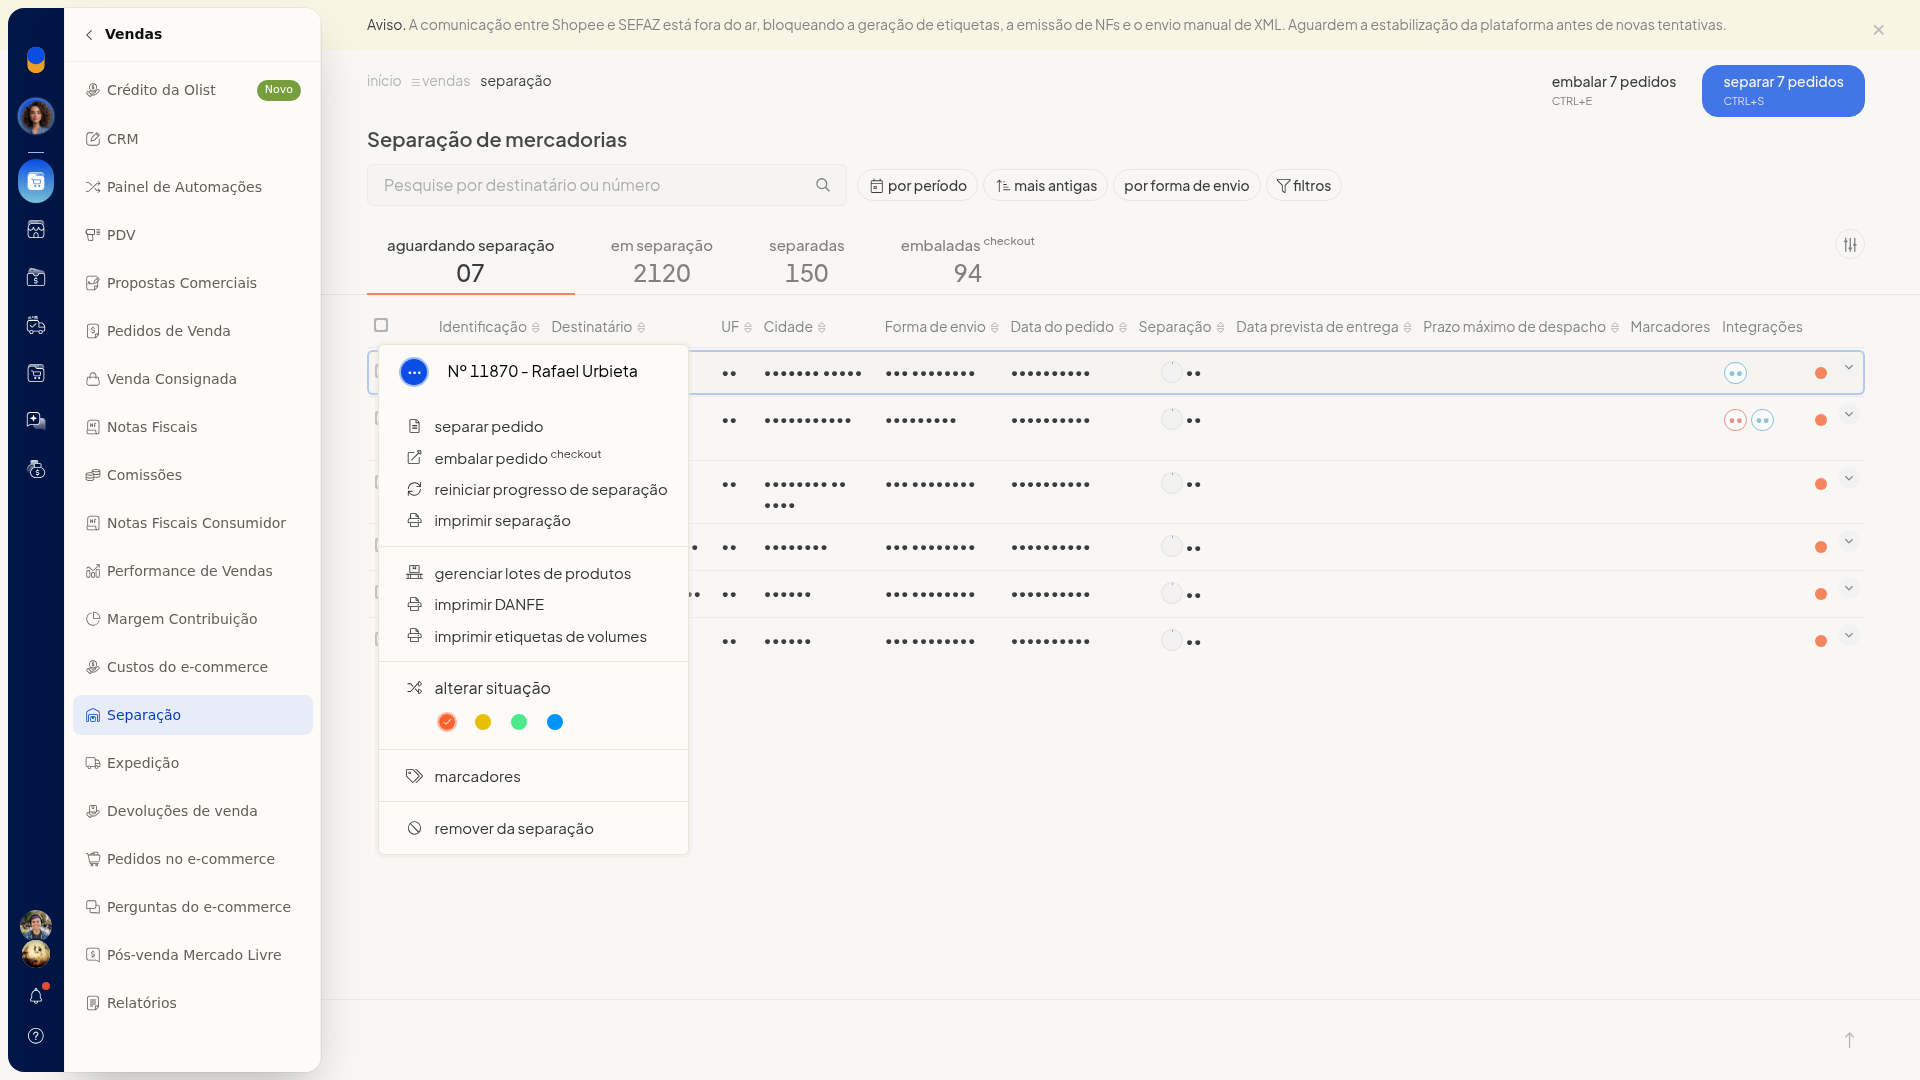 Aviso. A comunicação entre Shopee e SEFAZ está fora do ar, bloqueando a geração de etiquetas, a emissão de NFs e o envio manual de XML. Aguardem a estabilização da plataforma antes de novas tentativas.
Vendas
Crédito da Olist Novo
CRM
Painel de Automações
PDV
Propostas Comerciais
Pedidos de Venda
Venda Consignada
Notas Fiscais
Comissões
Notas Fiscais Consumidor
Performance de Vendas
Margem Contribuição
Custos do e-commerce
Separação
Expedição
Devoluções de venda
Pedidos no e-commerce
Perguntas do e-commerce
Pós-venda Mercado Livre
Relatórios
início vendas separação
embalar 7 pedidos
CTRL+E
separar 7 pedidos
CTRL+S
Separação de mercadorias
Pesquise por destinatário ou número
por período mais antigas por forma de envio filtros
aguardando separação em separação separadas embaladas checkout
07 2120 150 94
Identificação Destinatário UF Cidade Forma de envio Data do pedido Separação Data prevista de entrega Prazo máximo de despacho Marcadores Integrações
Nº 11870 - Rafael Urbieta
separar pedido
embalar pedido checkout
reiniciar progresso de separação
imprimir separação
gerenciar lotes de produtos
imprimir DANFE
imprimir etiquetas de volumes
alterar situação
marcadores
remover da separação